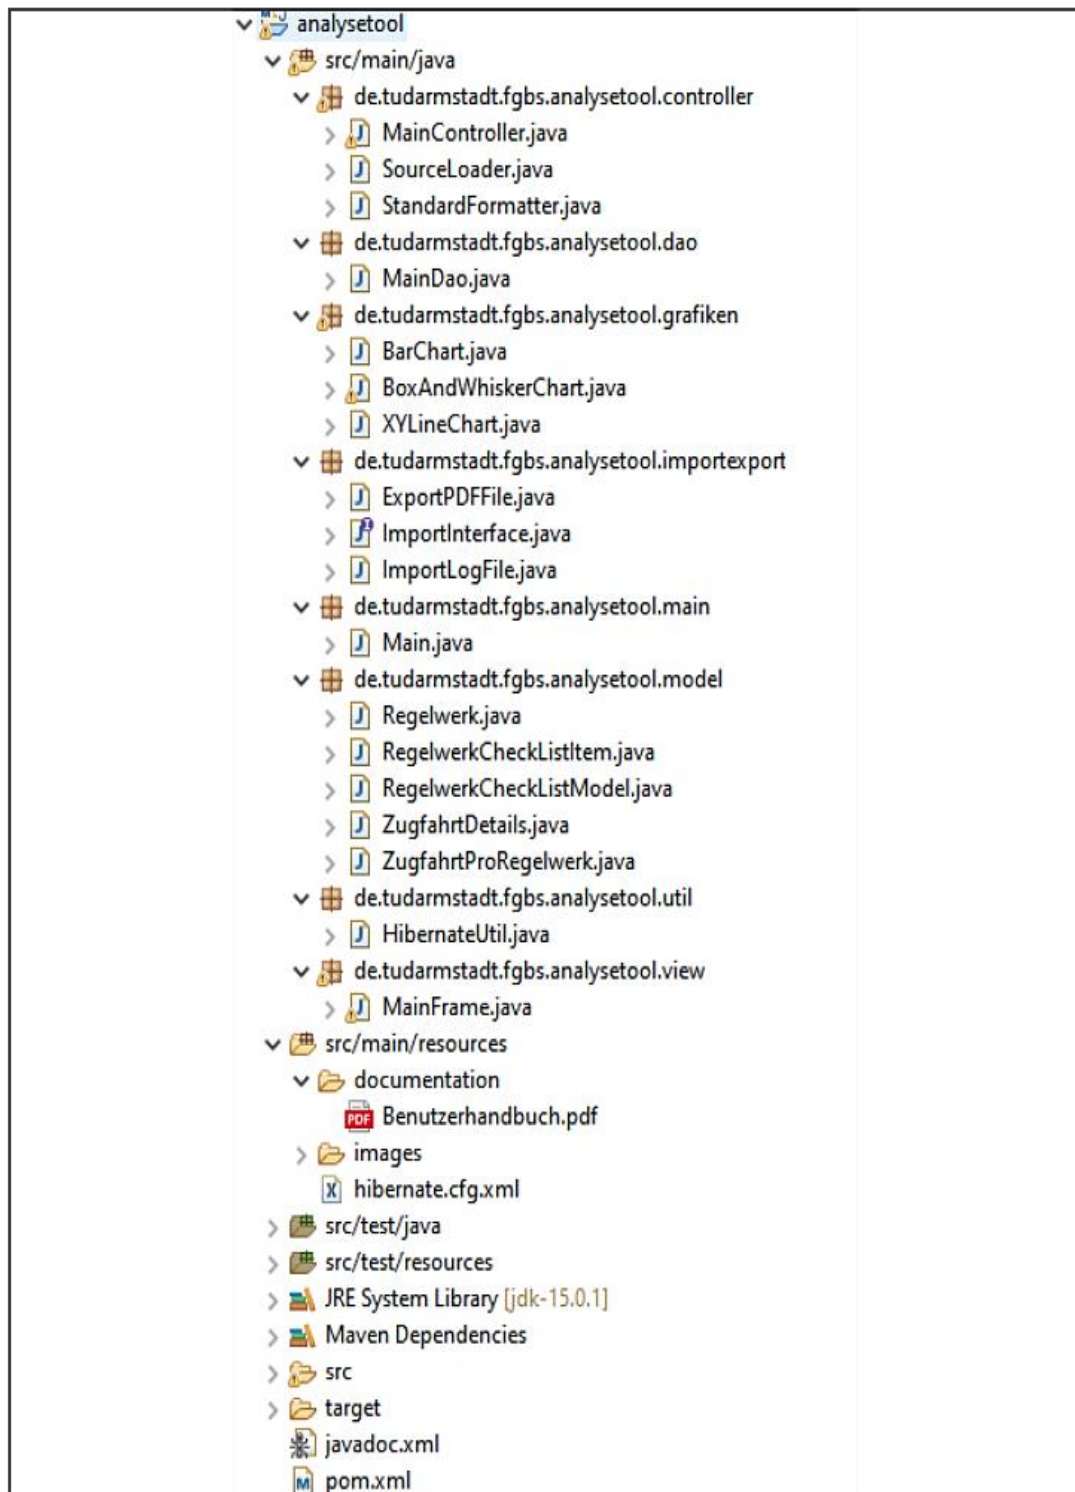 analysetool
src/main/java
de.tudarmstadt.fgbs.analysetool.controller
MainController.java
SourceLoader.java
StandardFormatter.java
de.tudarmstadt.fgbs.analysetool.dao
MainDao.java
de.tudarmstadt.fgbs.analysetool.grafiken
BarChart.java
BoxAndWhiskerChart.java
XYLineChart.java
de.tudarmstadt.fgbs.analysetool.importexport
ExportPDFFile.java
ImportInterface.java
ImportLogFile.java
de.tudarmstadt.fgbs.analysetool.main
Main.java
de.tudarmstadt.fgbs.analysetool.model
Regelwerk.java
RegelwerkCheckListItem.java
RegelwerkCheckListModel.java
ZugfahrtDetails.java
ZugfahrtProRegelwerk.java
de.tudarmstadt.fgbs.analysetool.util
HibernateUtil.java
de.tudarmstadt.fgbs.analysetool.view
MainFrame.java
src/main/resources
documentation
PDF Benutzerhandbuch.pdf
images
hibernate.cfg.xml
src/test/java
src/test/resources
JRE System Library [jdk-15.0.1]
Maven Dependencies
src
target
javadoc.xml
pom.xml